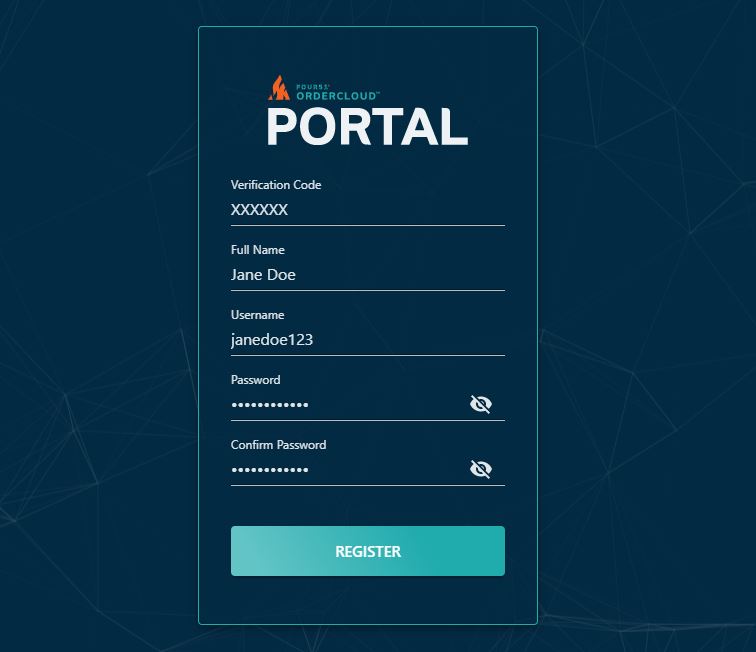 FOUR51
ORDERCLOUD™
PORTAL
Verification Code
XXXXXX
Full Name
Jane Doe
Username
janedoe123
Password
••••••••••••
Confirm Password
••••••••••••
REGISTER